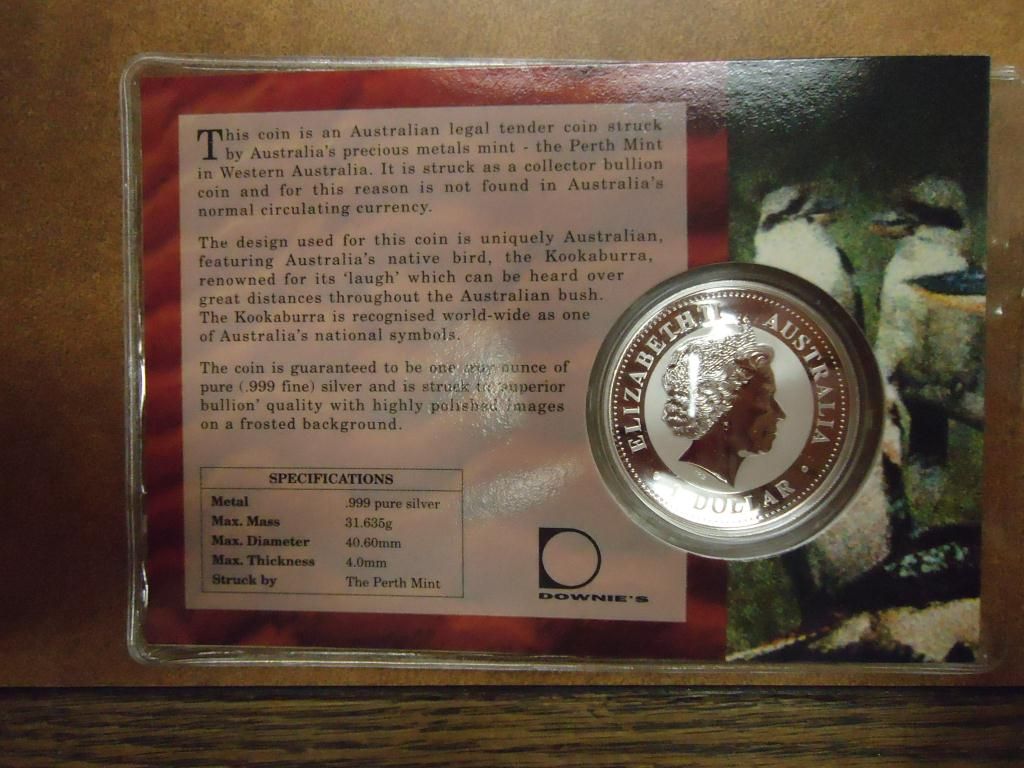 This coin is an Australian legal tender coin struck
by Australia's precious metals mint - the Perth Mint
in Western Australia. It is struck as a collector bullion
coin and for this reason is not found in Australia's
normal circulating currency.
The design used for this coin is uniquely Australian,
featuring Australia's native bird, the Kookaburra,
renowned for its 'laugh' which can be heard over
great distances throughout the Australian bush.
The Kookaburra is recognised world-wide as one
of Australia's national symbols.
The coin is guaranteed to be one troy ounce of
pure (.999 fine) silver and is struck to 'superior
bullion' quality with highly polished images
on a frosted background.
SPECIFICATIONS
Metal .999 pure silver
Max. Mass 31.635g
Max. Diameter 40.60mm
Max. Thickness 4.0mm
Struck by The Perth Mint
DOWNIE'S
ELIZABETH II AUSTRALIA
DOLLAR